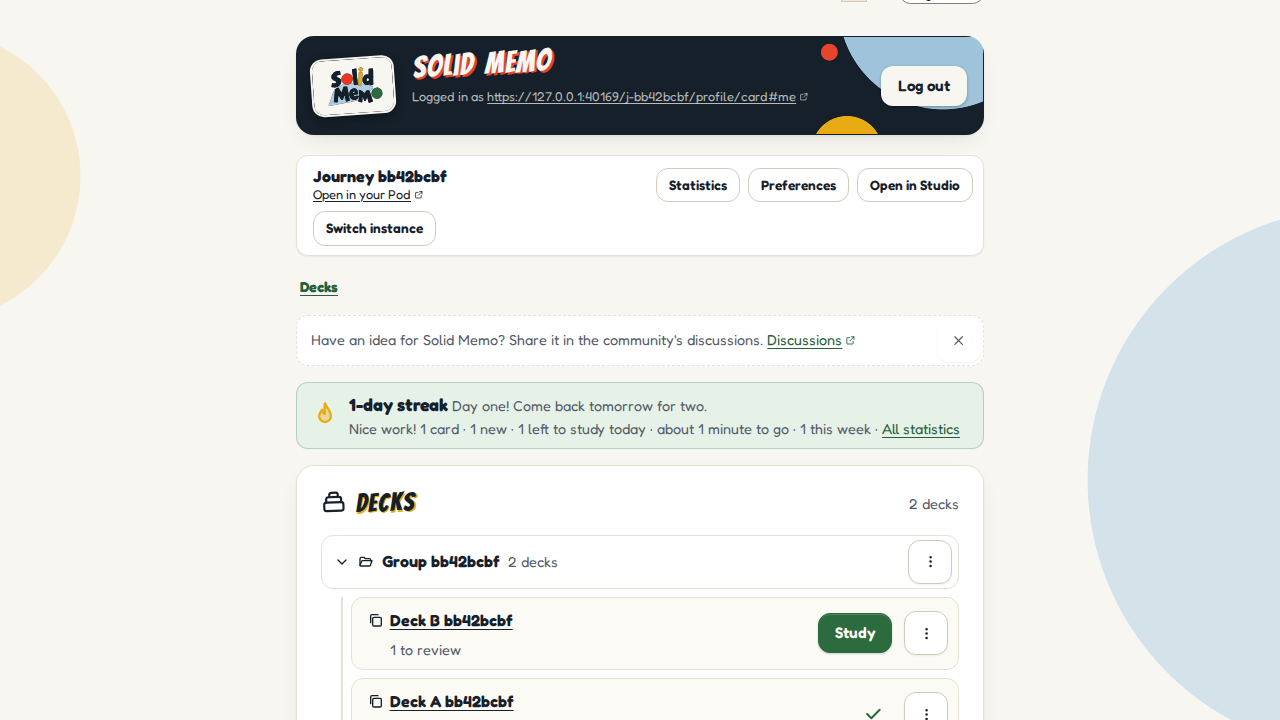 Solid Memo
SOLID MEMO
Logged in as https://127.0.0.1:40169/j-bb42bcbf/profile/card#me
Log out
Journey bb42bcbf
Open in your Pod
Statistics
Preferences
Open in Studio
Switch instance
Decks
Have an idea for Solid Memo? Share it in the community's discussions. Discussions
1-day streak Day one! Come back tomorrow for two.
Nice work! 1 card · 1 new · 1 left to study today · about 1 minute to go · 1 this week · All statistics
DECKS
2 decks
Group bb42bcbf 2 decks
Deck B bb42bcbf
1 to review
Study
Deck A bb42bcbf